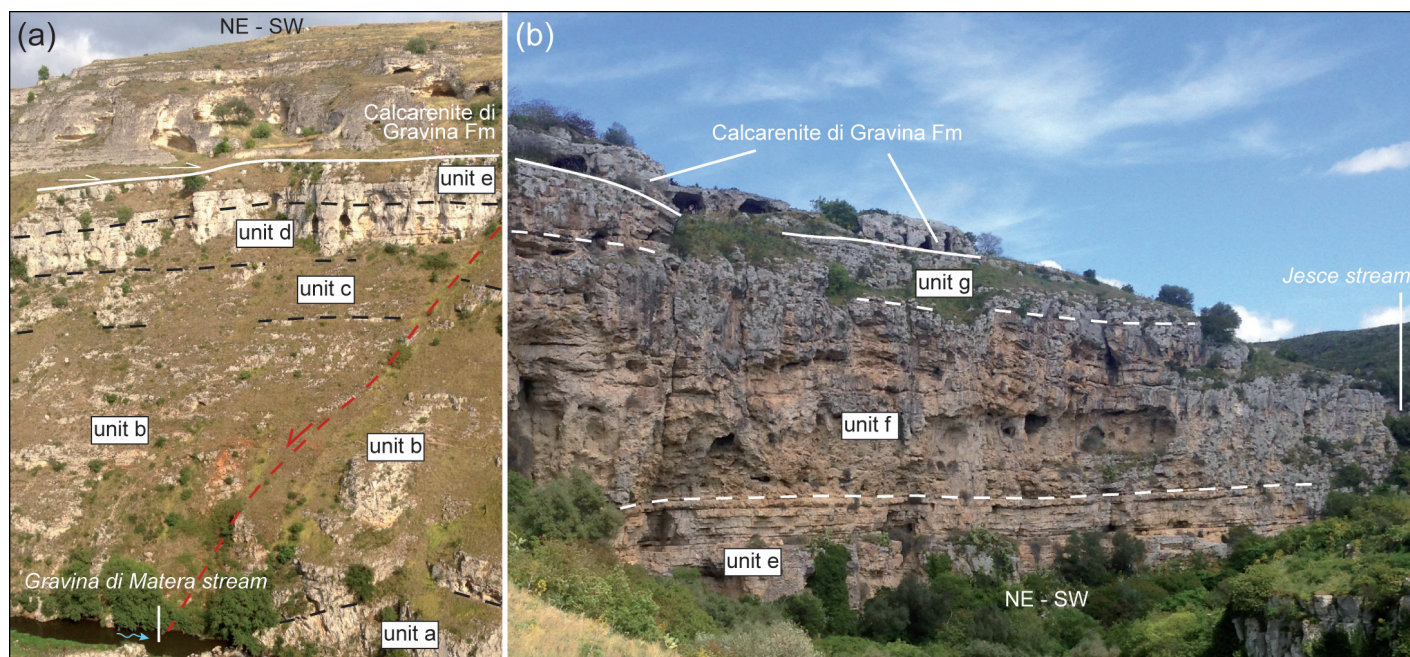 (a)
NE - SW
Calcarenite di
Gravina Fm
unit e
unit d
unit c
unit b
unit b
Gravina di Matera stream
unit a
(b)
Calcarenite di Gravina Fm
unit g
Jesce stream
unit f
unit e
NE - SW